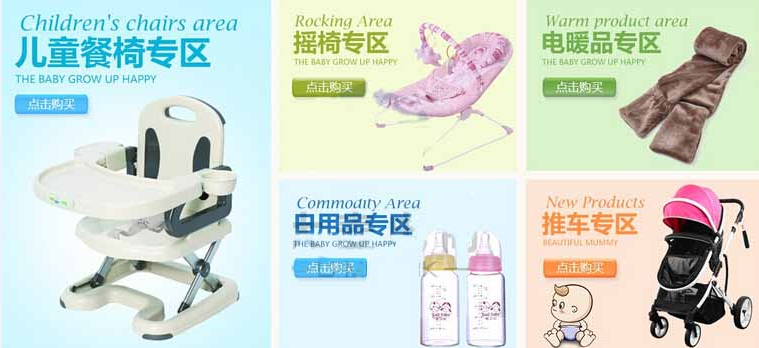 Children's chairs area
儿童餐椅专区
THE BABY GROW UP HAPPY
点击购买
Rocking Area
摇椅专区
THE BABY GROW UP HAPPY
点击购买
Warm product area
电暖品专区
THE BABY GROW UP HAPPY
点击购买
Commodity Area
日用品专区
THE BABY GROW UP HAPPY
点击购买
New Products
推车专区
BEAUTIFUL MUMMY
点击购买